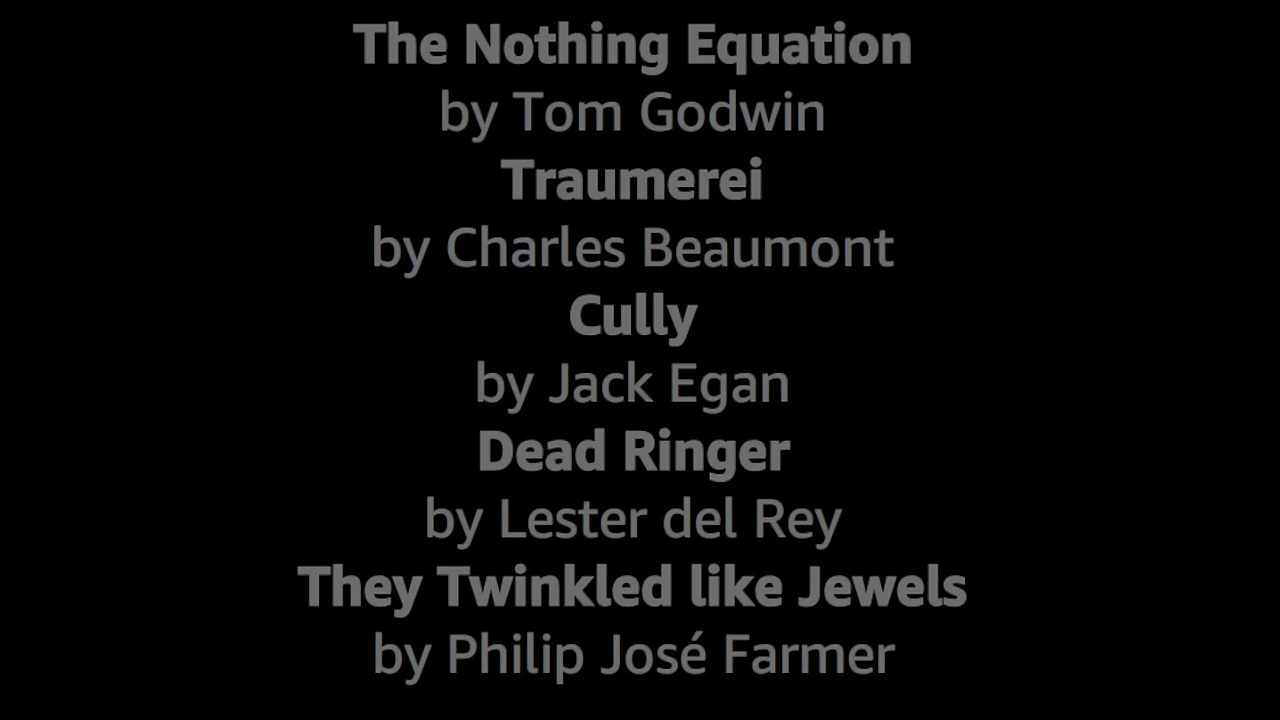 The Nothing Equation
by Tom Godwin
Traumerei
by Charles Beaumont
Cully
by Jack Egan
Dead Ringer
by Lester del Rey
They Twinkled like Jewels
by Philip José Farmer